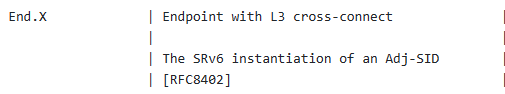 End.X | Endpoint with L3 cross-connect |
| |
| The SRv6 instantiation of an Adj-SID |
| [RFC8402] |